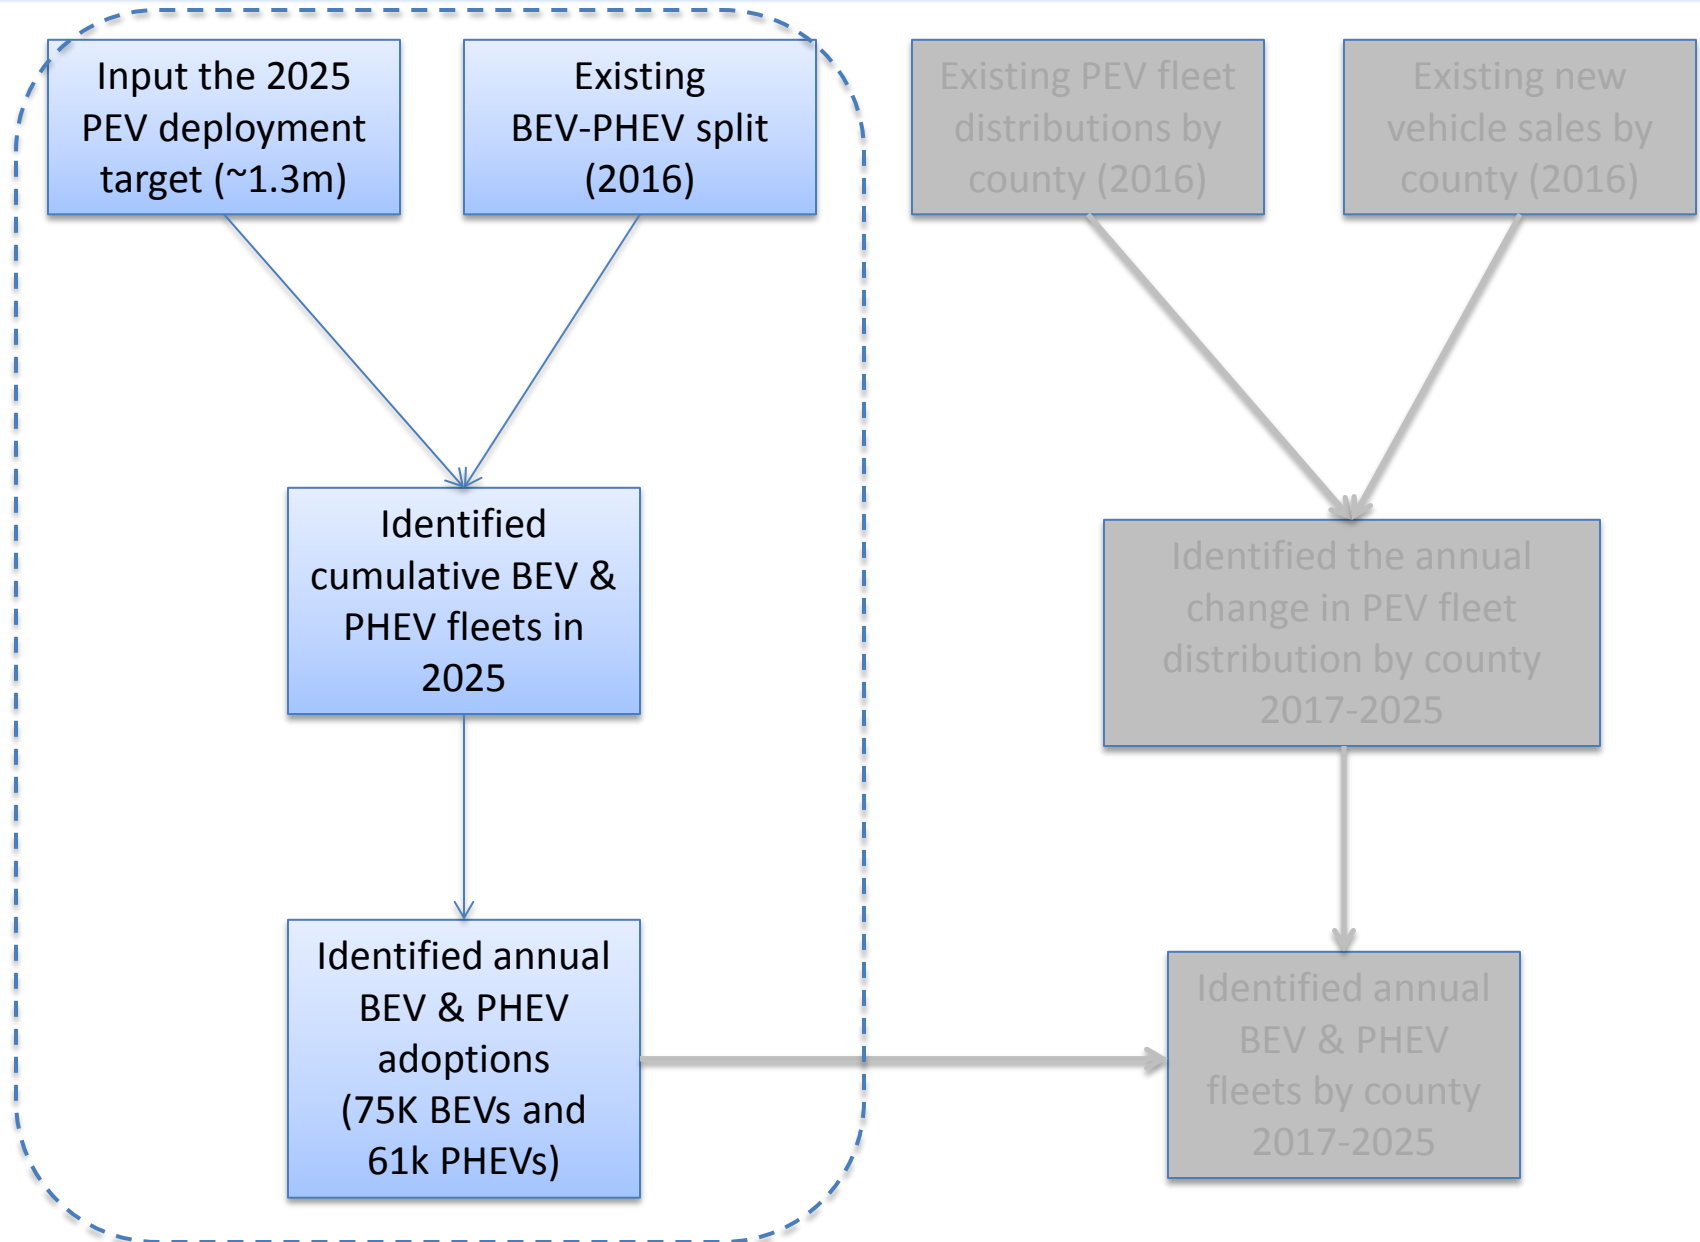 Input the 2025
PEV deployment
target (~1.3m)
Existing
BEV-PHEV split
(2016)
Existing PEV fleet
distributions by
county (2016)
Existing new
vehicle sales by
county (2016)
Identified
cumulative BEV &
PHEV fleets in
2025
Identified the annual
change in PEV fleet
distribution by county
2017-2025
Identified annual
BEV & PHEV
adoptions
(75K BEVs and
61k PHEVs)
Identified annual
BEV & PHEV
fleets by county
2017-2025